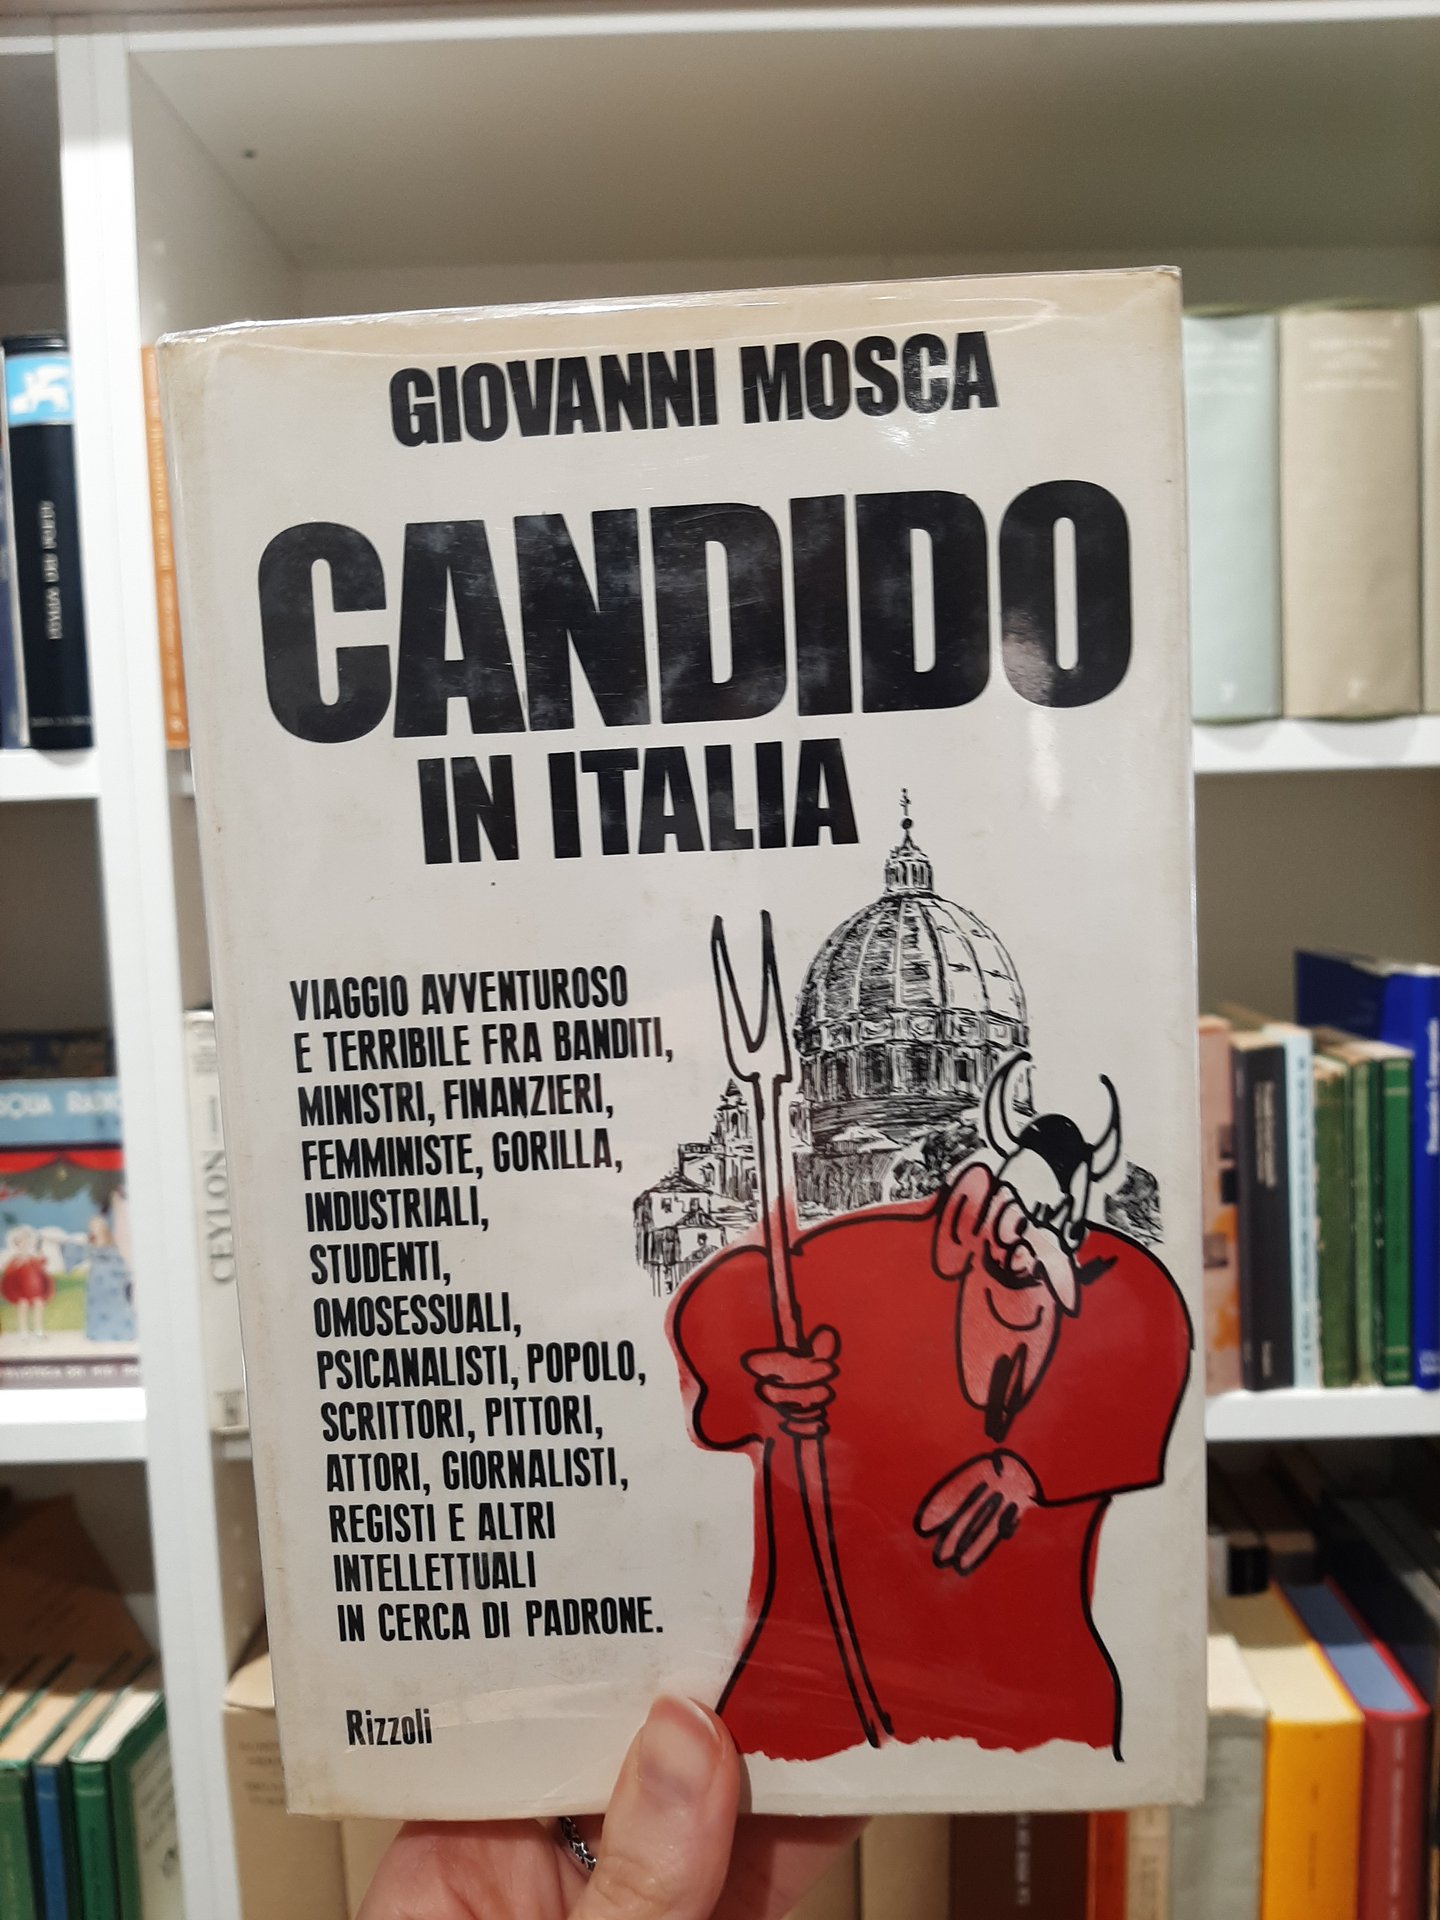 GIOVANNI MOSCA
CANDIDO
IN ITALIA
VIAGGIO AVVENTUROSO
E TERRIBILE FRA BANDITI,
MINISTRI, FINANZIERI,
FEMMINISTE, GORILLA,
INDUSTRIALI,
STUDENTI,
OMOSESSUALI,
PSICANALISTI, POPOLO,
SCRITTORI, PITTORI,
ATTORI, GIORNALISTI,
REGISTI E ALTRI
INTELLETTUALI
IN CERCA DI PADRONE.
Rizzoli
CEYLON